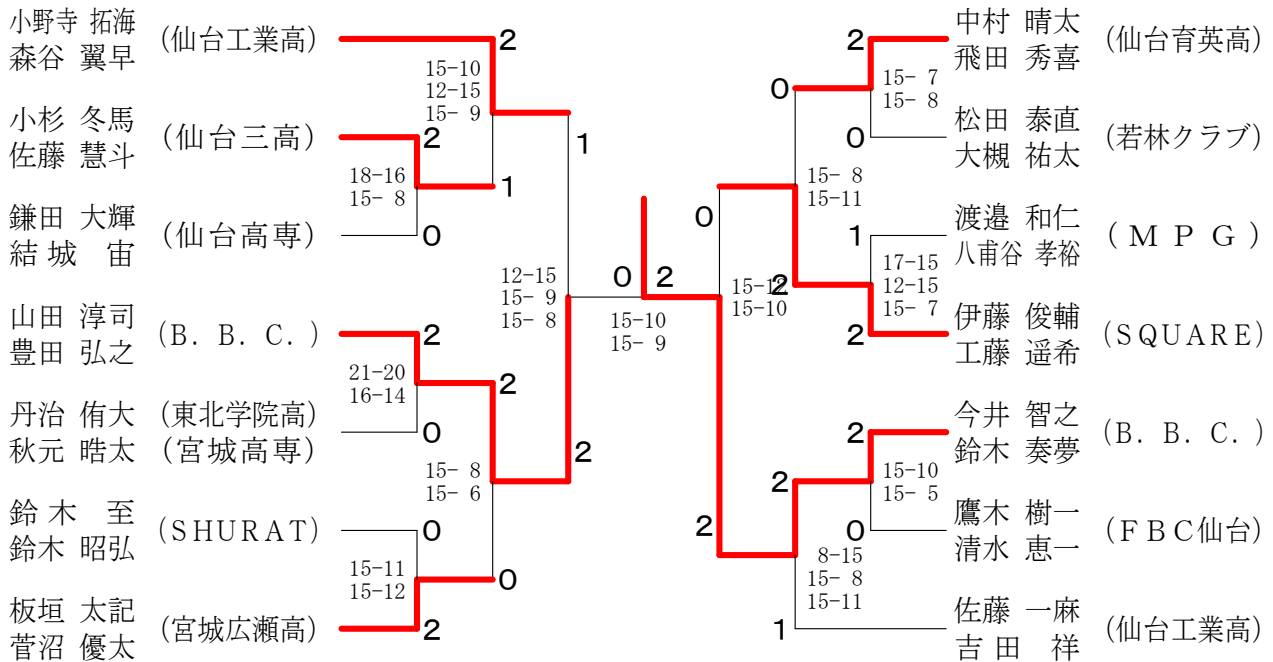 小野寺 拓海
森谷 翼早
(仙台工業高)
2
15-10
12-15
15- 9
小杉 冬馬
佐藤 慧斗
(仙台三高)
2
1
18-16
15- 8
鎌田 大輝
結城 宙
(仙台高専)
0
1
山田 淳司
豊田 弘之
(B. B. C. )
2
12-15
15- 9
15- 8
21-20
16-14
2
丹治 侑大
秋元 晧太
(東北学院高)
(宮城高専)
0
2
15- 8
15- 6
鈴木 至
鈴木 昭弘
(SHURAT)
0
15-11
15-12
0
板垣 太記
菅沼 優太
(宮城広瀬高)
2
0
2
15-10
15- 9
中村 晴太
飛田 秀喜
(仙台育英高)
2
0
15- 7
15- 8
松田 泰直
大槻 祐太
(若林クラブ)
0
15- 8
15-11
渡邉 和仁
八甫谷 孝裕
(ＭＰＧ)
1
0
17-15
12-15
15- 7
2
15-12
15-10
伊藤 俊輔
工藤 遥希
(SQUARE)
2
今井 智之
鈴木 奏夢
(B. B. C. )
2
2
15-10
15- 5
鷹木 樹一
清水 恵一
(ＦＢＣ仙台)
0
2
8-15
15- 8
15-11
佐藤 一麻
吉田 祥
(仙台工業高)
1